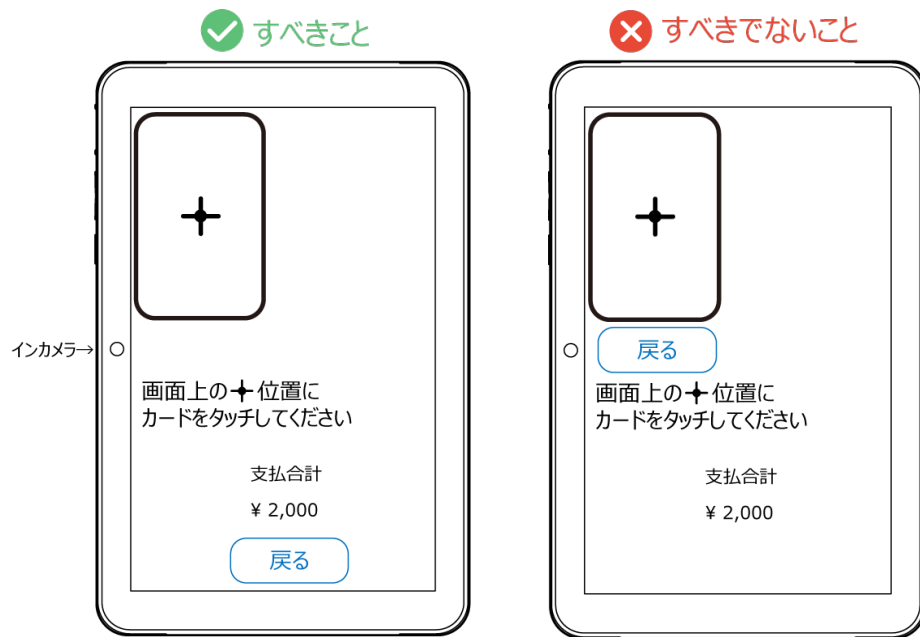 すべきこと
インカメラ→
画面上の位置に
カードをタッチしてください
支払合計
¥ 2,000
戻る
すべきでないこと
戻る
画面上の位置に
カードをタッチしてください
支払合計
¥ 2,000